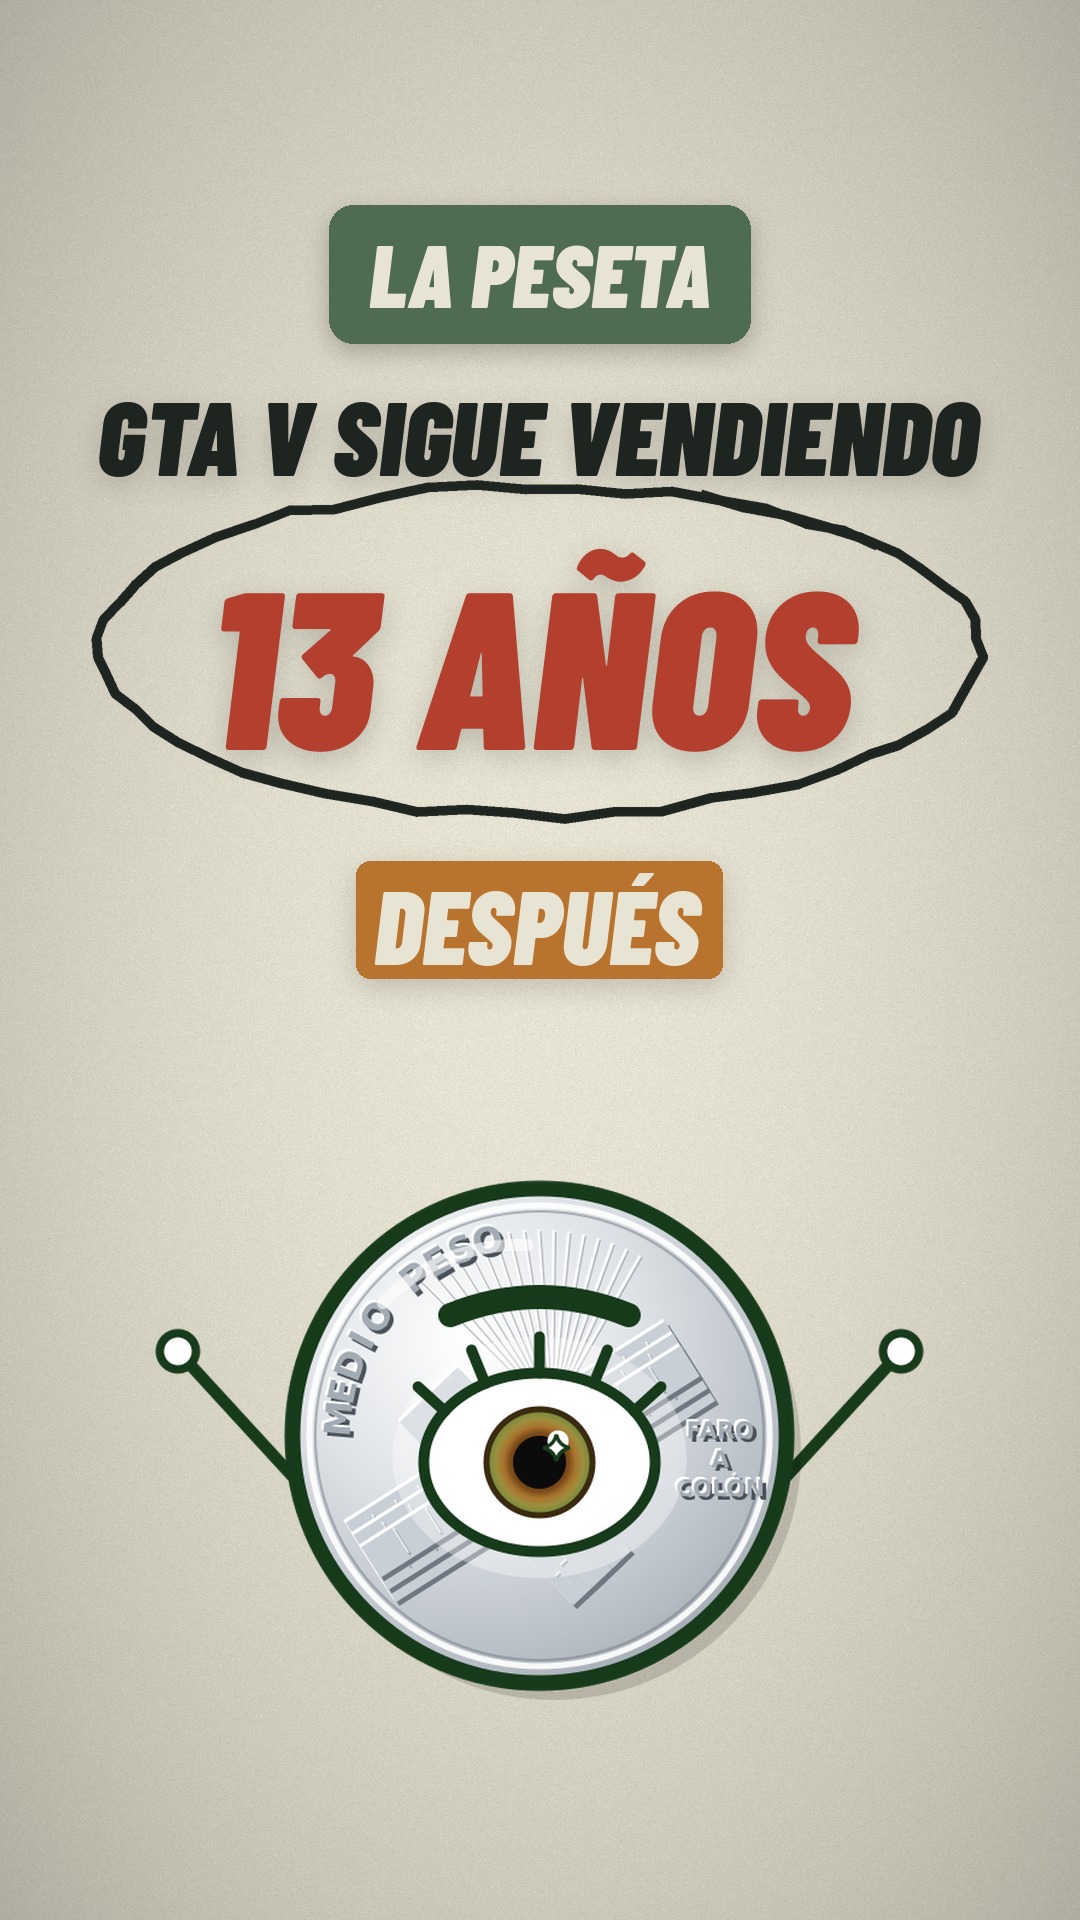 LA PESETA
GTA V SIGUE VENDIENDO
13 AÑOS
DESPUÉS
MEDIO PESO
FARO
A
COLÓN